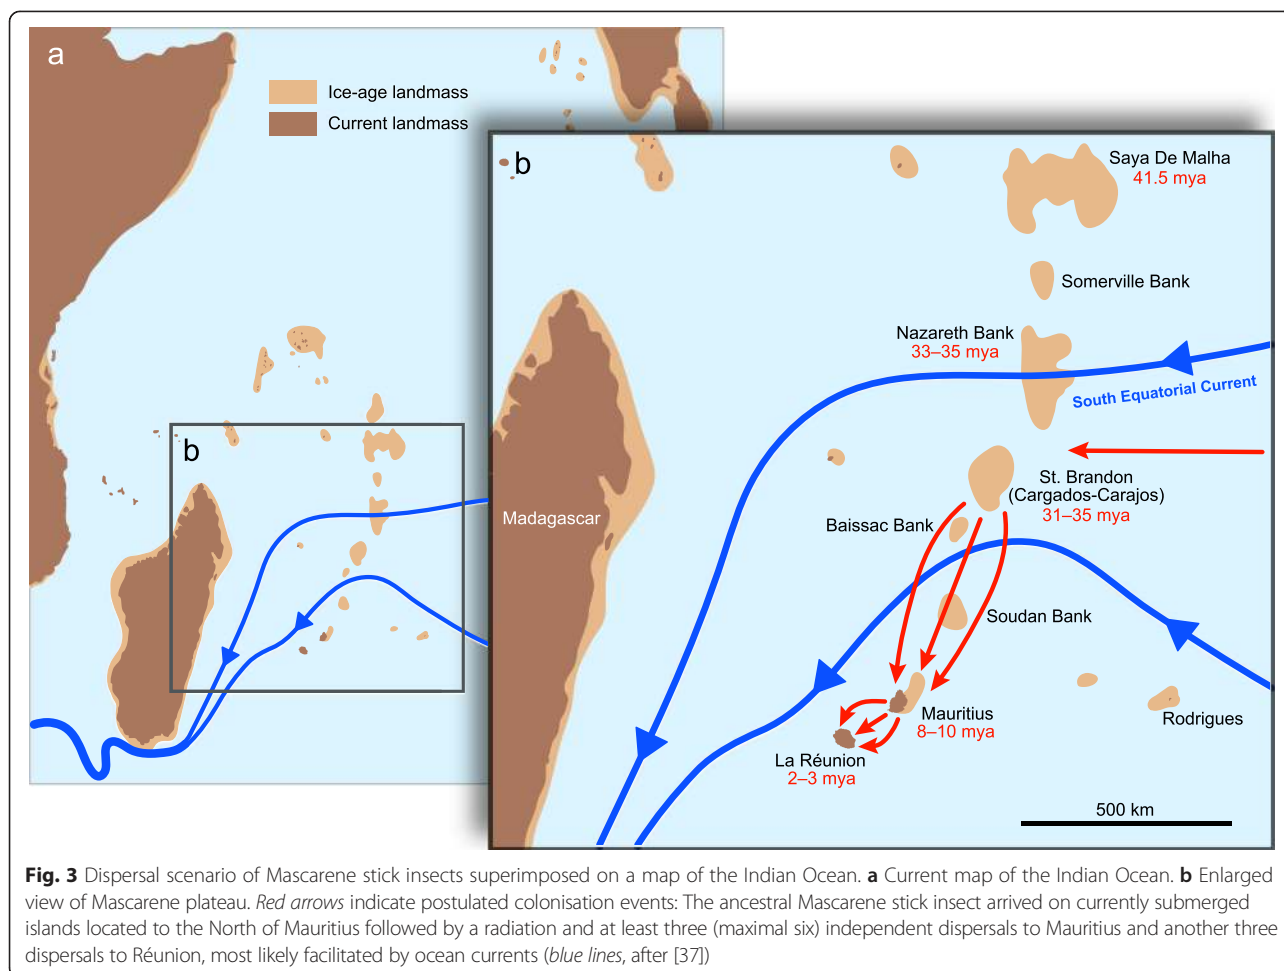 a
Ice-age landmass
Current landmass
b
b
Saya De Malha
41.5 mya
Somerville Bank
Nazareth Bank
33–35 mya
South Equatorial Current
St. Brandon
(Cargados-Carajos)
31–35 mya
Madagascar
Baissac Bank
Soudan Bank
Mauritius
8–10 mya
Rodrigues
La Réunion
2–3 mya
500 km
Fig. 3 Dispersal scenario of Mascarene stick insects superimposed on a map of the Indian Ocean. a Current map of the Indian Ocean. b Enlarged
view of Mascarene plateau. Red arrows indicate postulated colonisation events: The ancestral Mascarene stick insect arrived on currently submerged
islands located to the North of Mauritius followed by a radiation and at least three (maximal six) independent dispersals to Mauritius and another three
dispersals to Réunion, most likely facilitated by ocean currents (blue lines, after [37])